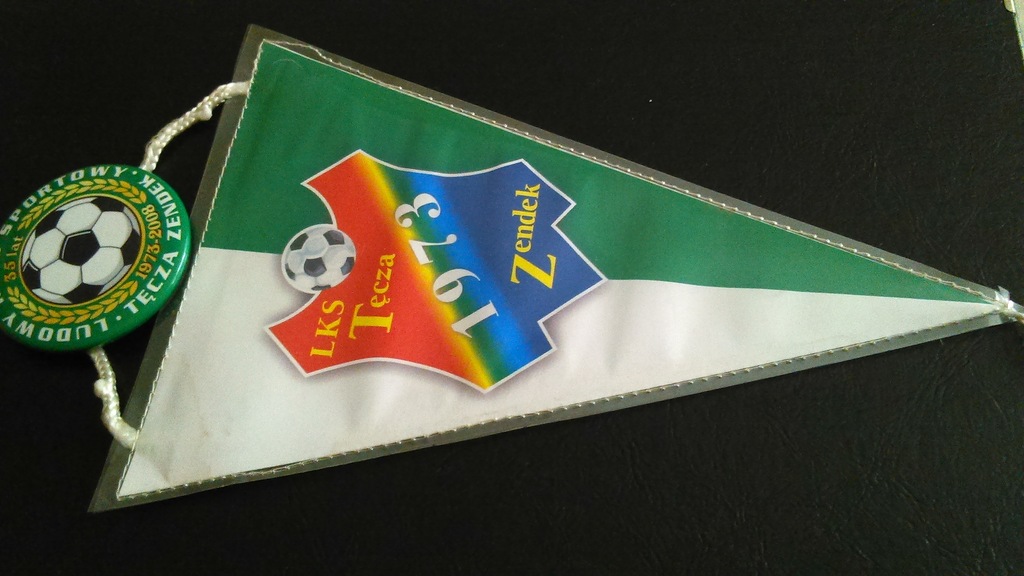 LKS
Tęcza
1973
Zendek
SPORTOWY • TĘCZA ZENDEK • LUDOWY
35 lat
1973-2008